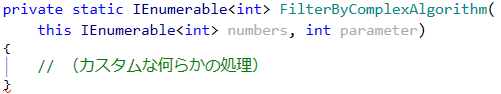 private static IEnumerable<int> FilterByComplexAlgorithm(
this IEnumerable<int> numbers, int parameter)
{
// （カスタムな何らかの処理）
}